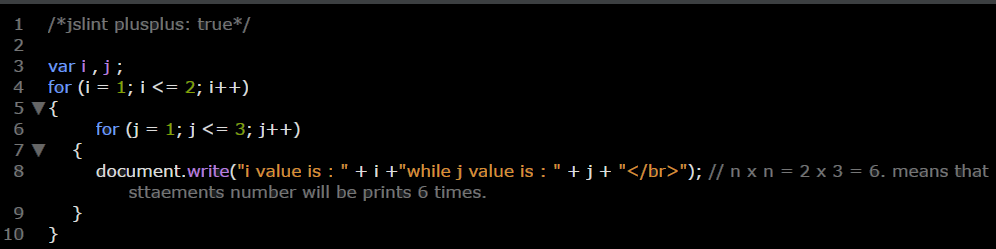 1 /*jslint plusplus: true*/
2
3 var i , j ;
4 for (i = 1; i <= 2; i++)
5 ▼ {
6 for (j = 1; j <= 3; j++)
7 ▼ {
8 document.write("i value is : " + i +"while j value is : " + j + "</br>"); // n x n = 2 x 3 = 6. means that
sttaements number will be prints 6 times.
9 }
10 }